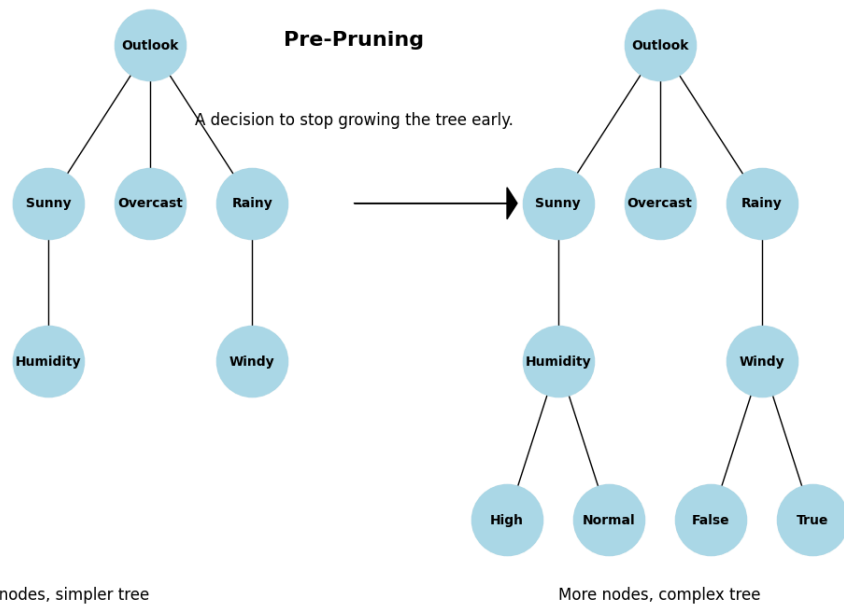 Pre-Pruning
A decision to stop growing the tree early.
Outlook
Sunny
Overcast
Rainy
Humidity
Windy
nodes, simpler tree
Outlook
Sunny
Overcast
Rainy
Humidity
Windy
High
Normal
False
True
More nodes, complex tree